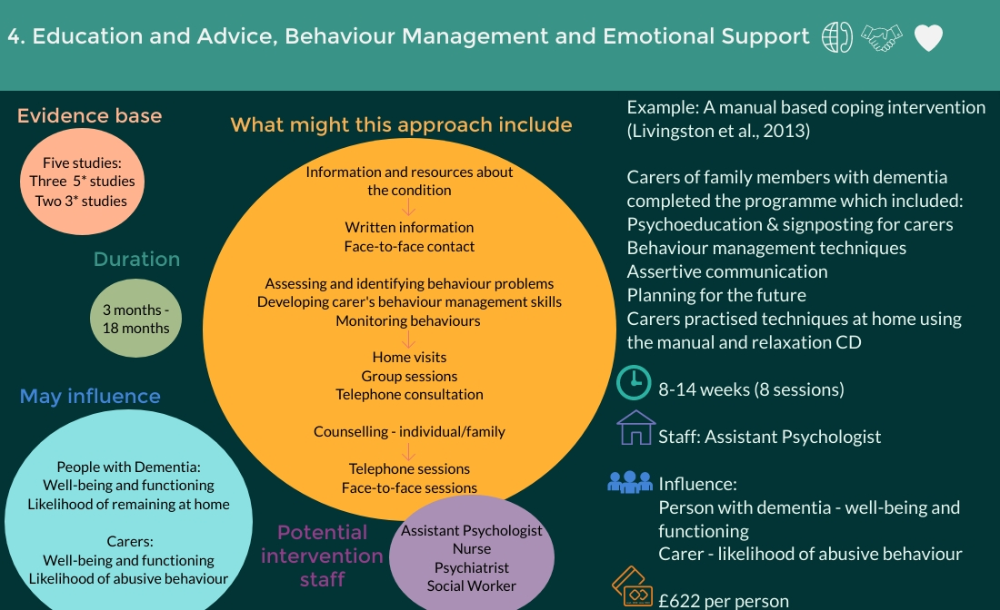 4. Education and Advice, Behaviour Management and Emotional Support
Evidence base
Five studies:
Three 5* studies
Two 3* studies
Duration
3 months -
18 months
May influence
People with Dementia:
Well-being and functioning
Likelihood of remaining at home
Carers:
Well-being and functioning
Likelihood of abusive behaviour
What might this approach include
Information and resources about
the condition
Written information
Face-to-face contact
Assessing and identifying behaviour problems
Developing carer's behaviour management skills
Monitoring behaviours
Home visits
Group sessions
Telephone consultation
Counselling - individual/family
Telephone sessions
Face-to-face sessions
Potential
intervention
staff
Assistant Psychologist
Nurse
Psychiatrist
Social Worker
Example: A manual based coping intervention
(Livingston et al., 2013)
Carers of family members with dementia
completed the programme which included:
Psychoeducation & signposting for carers
Behaviour management techniques
Assertive communication
Planning for the future
Carers practised techniques at home using
the manual and relaxation CD
8-14 weeks (8 sessions)
Staff: Assistant Psychologist
Influence:
Person with dementia - well-being and
functioning
Carer - likelihood of abusive behaviour
£622 per person